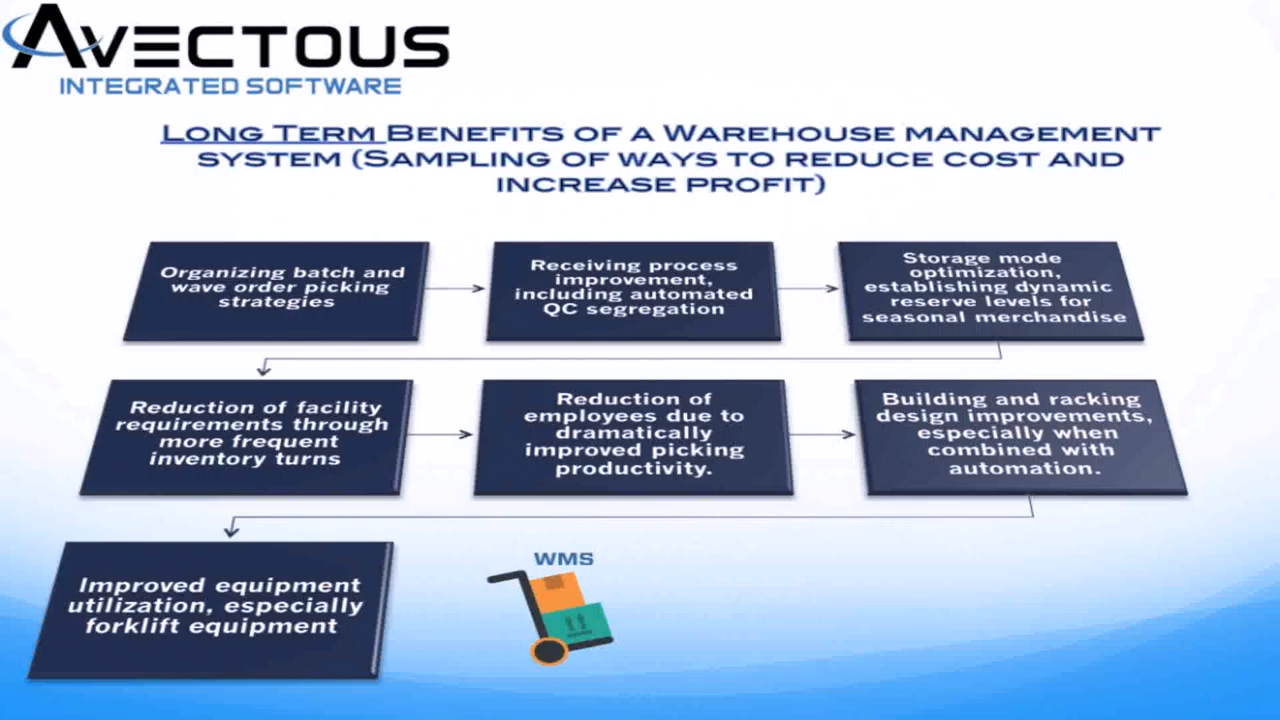 AVECTOUS
INTEGRATED SOFTWARE
LONG TERM BENEFITS OF A WAREHOUSE MANAGEMENT
SYSTEM (SAMPLING OF WAYS TO REDUCE COST AND
INCREASE PROFIT)
Organizing batch and
wave order picking
strategies
Receiving process
improvement,
including automated
QC segregation
Storage mode
optimization,
establishing dynamic
reserve levels for
seasonal merchandise
Reduction of facility
requirements through
more frequent
inventory turns
Reduction of
employees due to
dramatically
improved picking
productivity.
Building and racking
design improvements,
especially when
combined with
automation.
Improved equipment
utilization, especially
forklift equipment
WMS